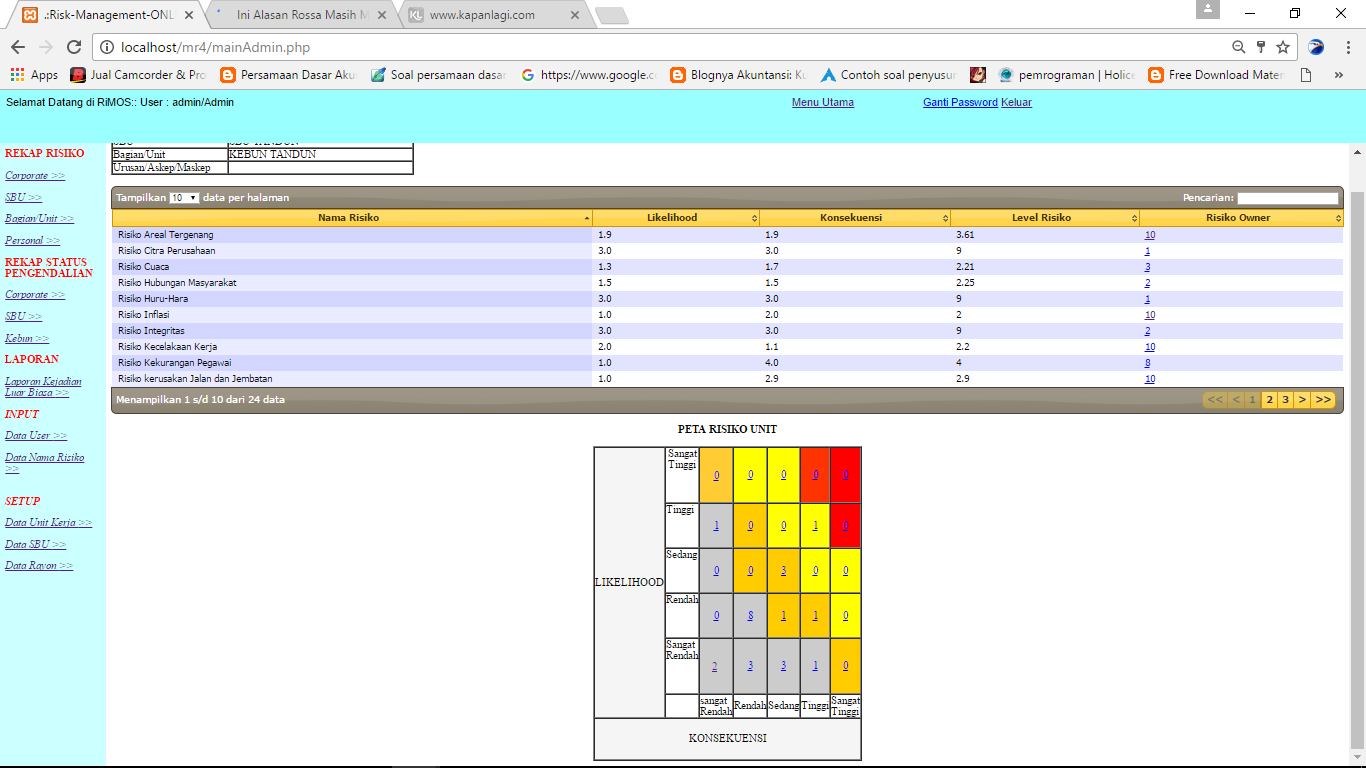 .:Risk-Management-ONL
Ini Alasan Rossa Masih M
www.kapanlagi.com
localhost/mr4/mainAdmin.php
Apps
Jual Camcorder & Pro
Persamaan Dasar Aku
Soal persamaan dasar
https://www.google.c
Blognya Akuntansi: Ku
Contoh soal penyusur
pemrograman | Holic
Free Download Mater
»
Selamat Datang di RiMOS:: User : admin/Admin
Menu Utama
Ganti Password Keluar
REKAP RISIKO
Corporate >>
SBU >>
Bagian/Unit >>
Personal >>
REKAP STATUS
PENGENDALIAN
Corporate >>
SBU >>
Kebun >>
LAPORAN
Laporan Kejadian
Luar Biasa >>
INPUT
Data User >>
Data Nama Risiko
>>
SETUP
Data Unit Kerja >>
Data SBU >>
Data Rayon >>
SBU SBU TANDUN
Bagian/Unit KEBUN TANDUN
Urusan/Askep/Maskep
Tampilkan 10 data per halaman Pencarian:
Nama Risiko Likelihood Konsekuensi Level Risiko Risiko Owner
Risiko Areal Tergenang 1.9 1.9 3.61 10
Risiko Citra Perusahaan 3.0 3.0 9 1
Risiko Cuaca 1.3 1.7 2.21 3
Risiko Hubungan Masyarakat 1.5 1.5 2.25 2
Risiko Huru-Hara 3.0 3.0 9 1
Risiko Inflasi 1.0 2.0 2 10
Risiko Integritas 3.0 3.0 9 2
Risiko Kecelakaan Kerja 2.0 1.1 2.2 10
Risiko Kekurangan Pegawai 1.0 4.0 4 8
Risiko kerusakan Jalan dan Jembatan 1.0 2.9 2.9 10
Menampilkan 1 s/d 10 dari 24 data << < 1 2 3 > >>
PETA RISIKO UNIT
LIKELIHOOD
Sangat
Tinggi
0 0 0 0 0
Tinggi
1 0 0 1 0
Sedang
0 0 3 0 0
Rendah
0 8 1 1 0
Sangat
Rendah
2 3 3 1 0
sangat
Rendah
Rendah
Sedang
Tinggi
Sangat
Tinggi
KONSEKUENSI